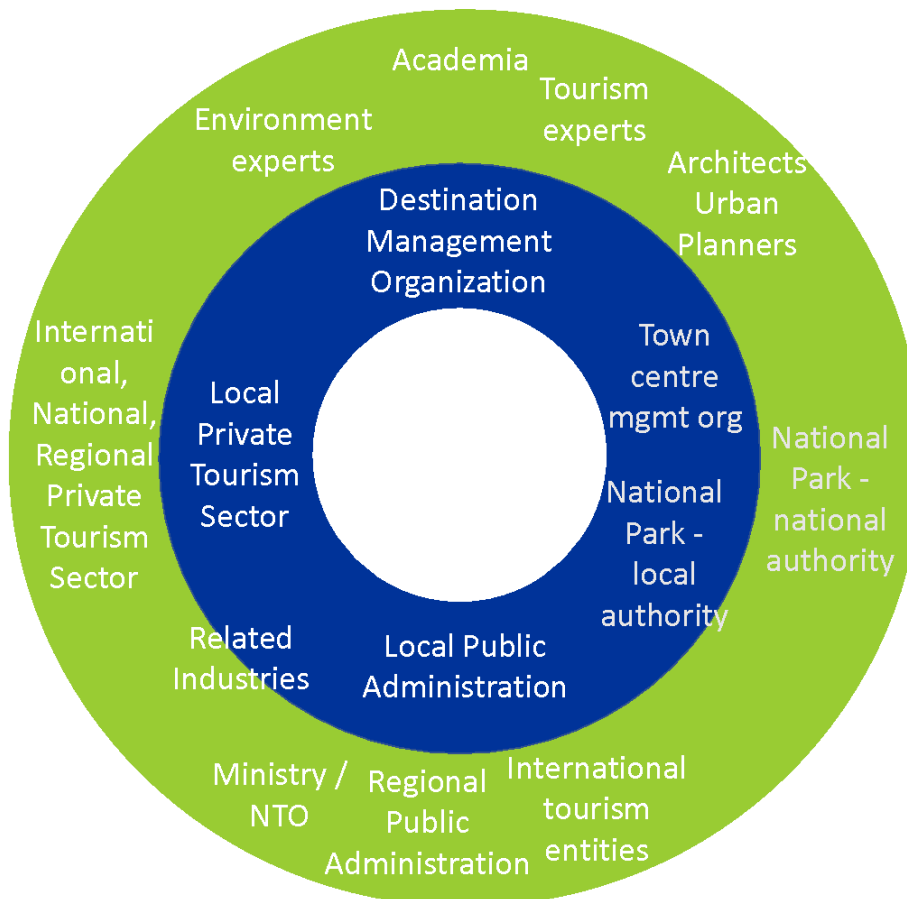 Academia
Tourism
experts
Environment
experts
Architects
Urban
Planners
Destination
Management
Organization
Internati
onal,
National,
Regional
Private
Tourism
Sector
Local
Private
Tourism
Sector
Town
centre
mgmt org
National
Park -
local
authority
National
Park -
national
authority
Related
Industries
Local Public
Administration
Ministry /
NTO
Regional
Public
Administration
International
tourism
entities